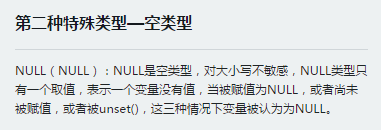 第二种特殊类型—空类型
NULL（NULL）：NULL是空类型，对大小写不敏感，NULL类型只
有一个取值，表示一个变量没有值，当被赋值为NULL，或者尚未
被赋值，或者被unset()，这三种情况下变量被认为为NULL。